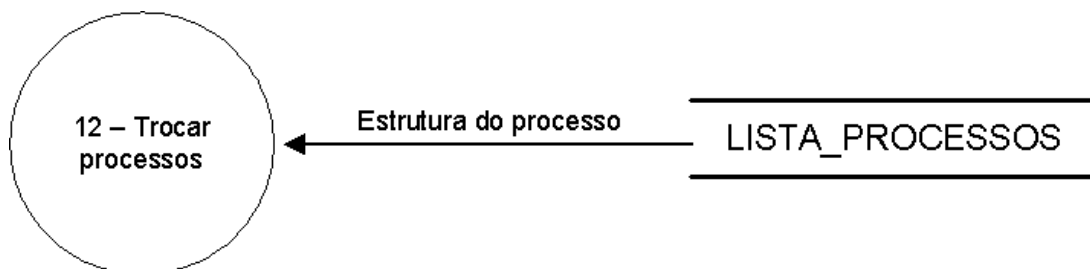 12 – Trocar
processos
Estrutura do processo
LISTA_PROCESSOS